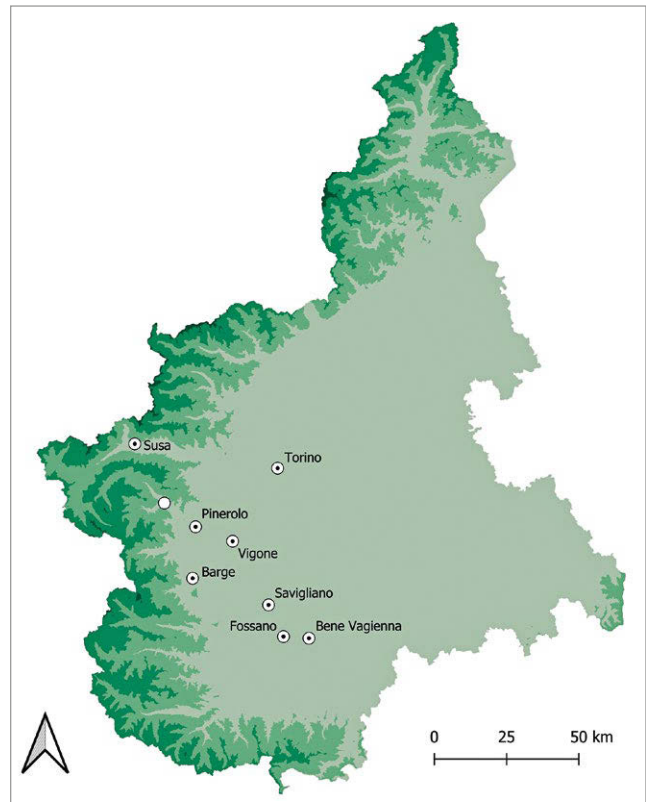 Susa
Torino
Pinerolo
Vigone
Barge
Savigliano
Fossano
Bene Vagienna
0 25 50 km